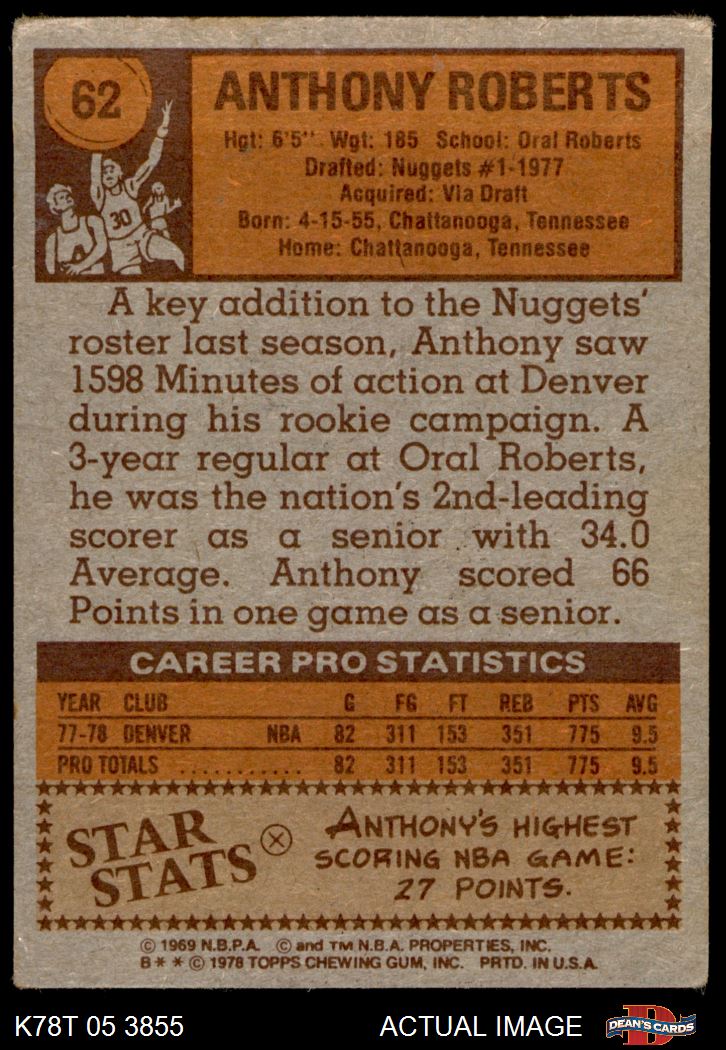 62
ANTHONY ROBERTS
Hgt: 6'5" Wgt: 185 School: Oral Roberts
Drafted: Nuggets #1-1977
Acquired: Via Draft
Born: 4-15-55, Chattanooga, Tennessee
Home: Chattanooga, Tennessee
30
A key addition to the Nuggets'
roster last season, Anthony saw
1598 Minutes of action at Denver
during his rookie campaign. A
3-year regular at Oral Roberts,
he was the nation's 2nd-leading
scorer as a senior with 34.0
Average. Anthony scored 66
Points in one game as a senior.
CAREER PRO STATISTICS
YEAR CLUB G FG FT REB PTS AVG
77-78 DENVER NBA 82 311 153 351 775 9.5
PRO TOTALS ........... 82 311 153 351 775 9.5
STAR
STATS
ANTHONY'S HIGHEST
SCORING NBA GAME:
27 POINTS.
© 1969 N.B.P.A. © and TM N.B.A. PROPERTIES, INC.
B * * © 1978 TOPPS CHEWING GUM, INC. PRTD. IN U.S.A.
K78T 05 3855 ACTUAL IMAGE
D
DEAN'S CARDS